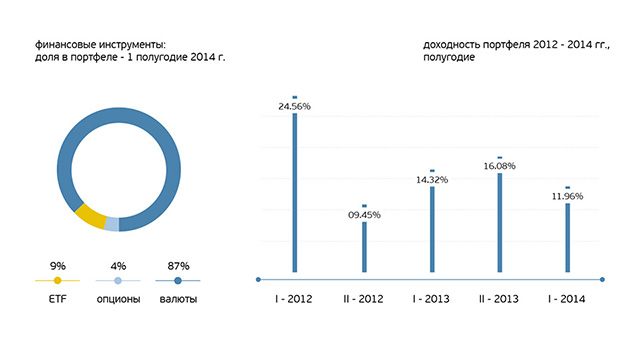 финансовые инструменты:
доля в портфеле - 1 полугодие 2014 г.
доходность портфеля 2012 - 2014 гг.,
полугодие
24.56%
09.45%
14.32%
16.08%
11.96%
9% 4% 87%
ETF опционы валюты
I - 2012 II - 2012 I - 2013 II - 2013 I - 2014